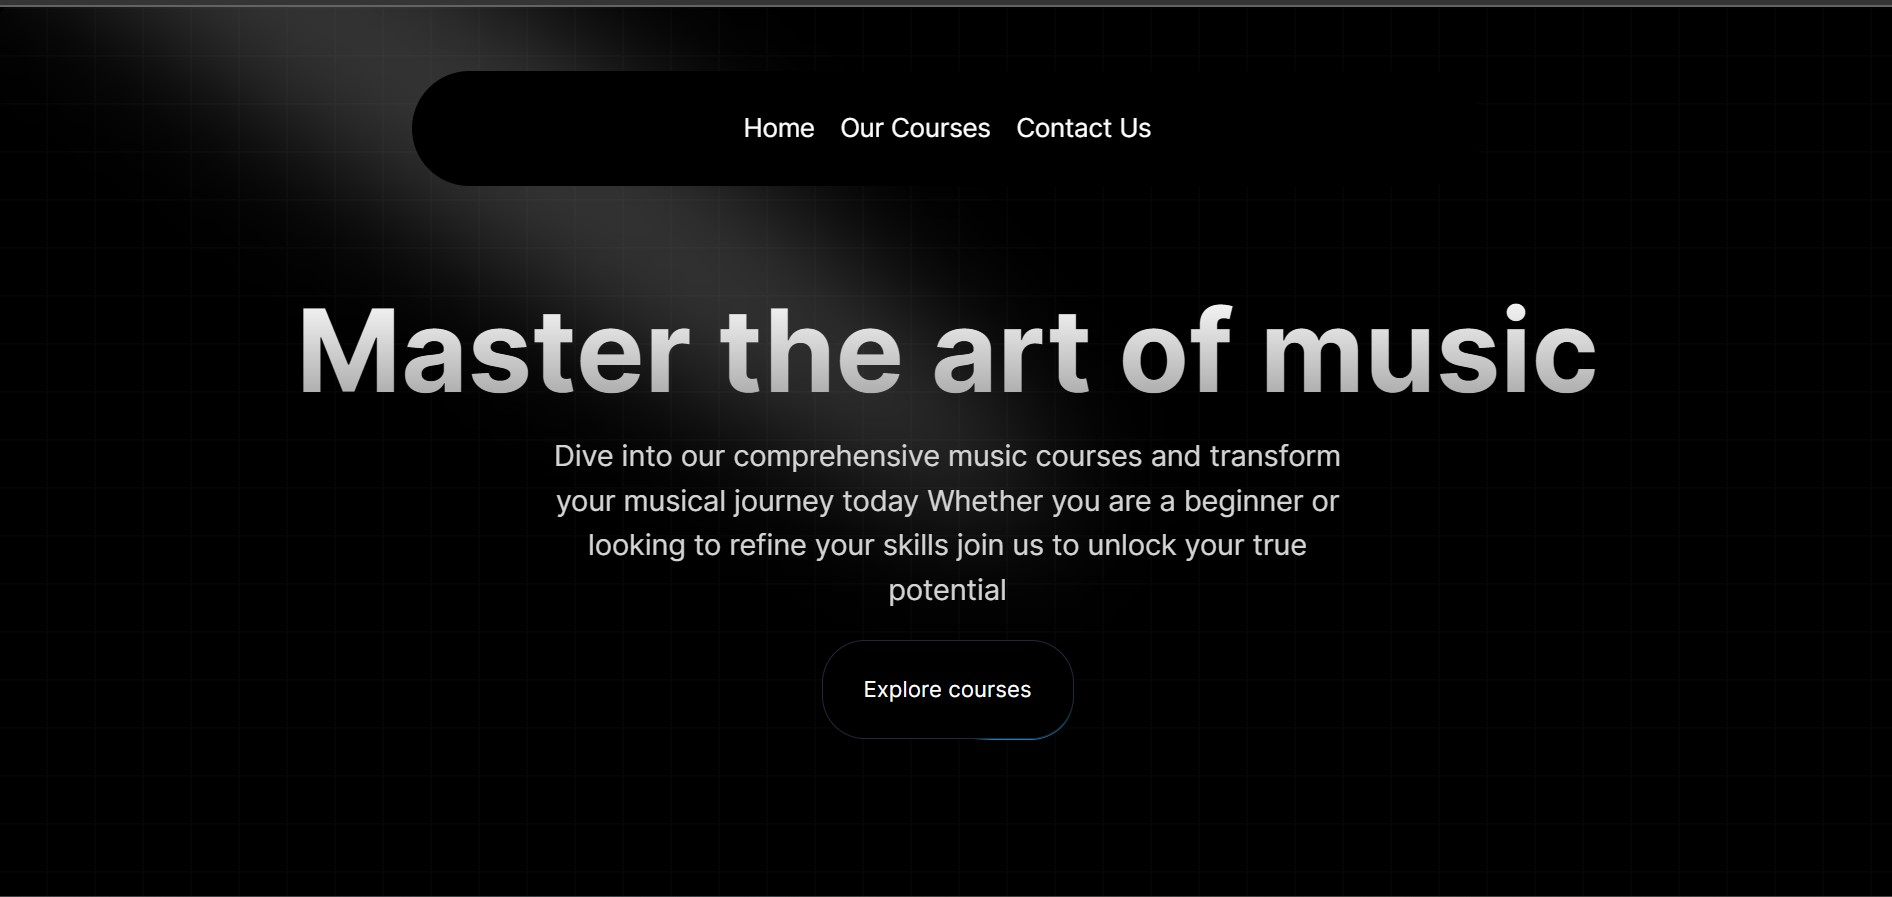 Home Our Courses Contact Us
Master the art of music
Dive into our comprehensive music courses and transform
your musical journey today Whether you are a beginner or
looking to refine your skills join us to unlock your true
potential
Explore courses